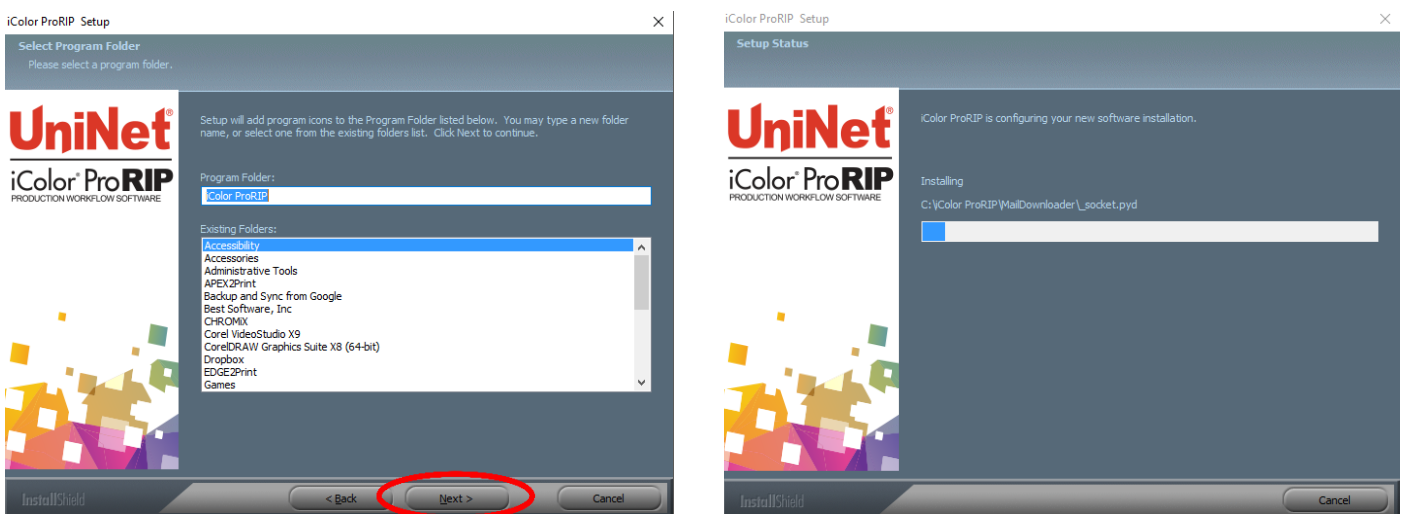 iColor ProRIP Setup
Select Program Folder
Please select a program folder.
UniNet®
iColor® ProRIP
PRODUCTION WORKFLOW SOFTWARE
Setup will add program icons to the Program Folder listed below. You may type a new folder
name, or select one from the existing folders list. Click Next to continue.
Program Folder:
iColor ProRIP
Existing Folders:
Accessibility
Accessories
Administrative Tools
APEX2Print
Backup and Sync from Google
Best Software, Inc
CHROMiX
Corel VideoStudio X9
CorelDRAW Graphics Suite X8 (64-bit)
Dropbox
EDGE2Print
Games
InstallShield
< Back
Next >
Cancel
iColor ProRIP Setup
Setup Status
UniNet®
iColor® ProRIP
PRODUCTION WORKFLOW SOFTWARE
iColor ProRIP is configuring your new software installation.
Installing
C:\iColor ProRIP\MailDownloader\_socket.pyd
InstallShield
Cancel